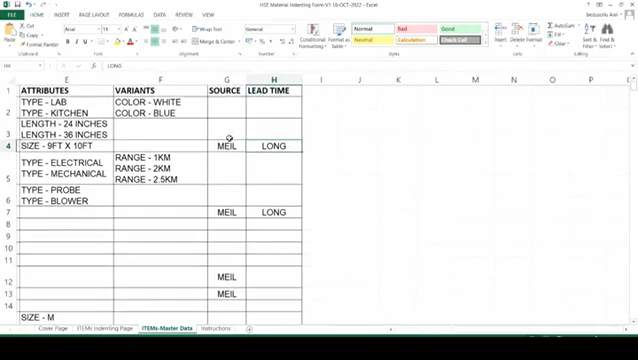 HSE Material Indenting Form-V1 18-OCT-2022 - Excel
FILE HOME INSERT PAGE LAYOUT FORMULAS DATA REVIEW VIEW
Cut
Copy
Format Painter
Paste
Clipboard
Arial 11
Font
Wrap Text
Merge & Center
Alignment
General
Number
Conditional Formatting
Format as Table
Normal Bad Good
Neutral Calculation Check Cell
Styles
Insert Delete Format
Cells
AutoSum
Fill
Clear
Sort & Filter
Find & Select
Editing
H4 LONG
E F G H I J K L M N O
1 ATTRIBUTES VARIANTS SOURCE LEAD TIME
TYPE - LAB COLOR - WHITE
2 TYPE - KITCHEN COLOR - BLUE
LENGTH - 24 INCHES
3 LENGTH - 36 INCHES
4 SIZE - 9FT X 10FT MEIL LONG
TYPE - ELECTRICAL RANGE - 1KM
TYPE - MECHANICAL RANGE - 2KM
5 RANGE - 2.5KM
TYPE - PROBE
6 TYPE - BLOWER
7 MEIL LONG
8
9
10
11
12 MEIL
13 MEIL
14
SIZE - M
Cover Page ITEMs Indenting Page ITEMs-Master Data Instructions